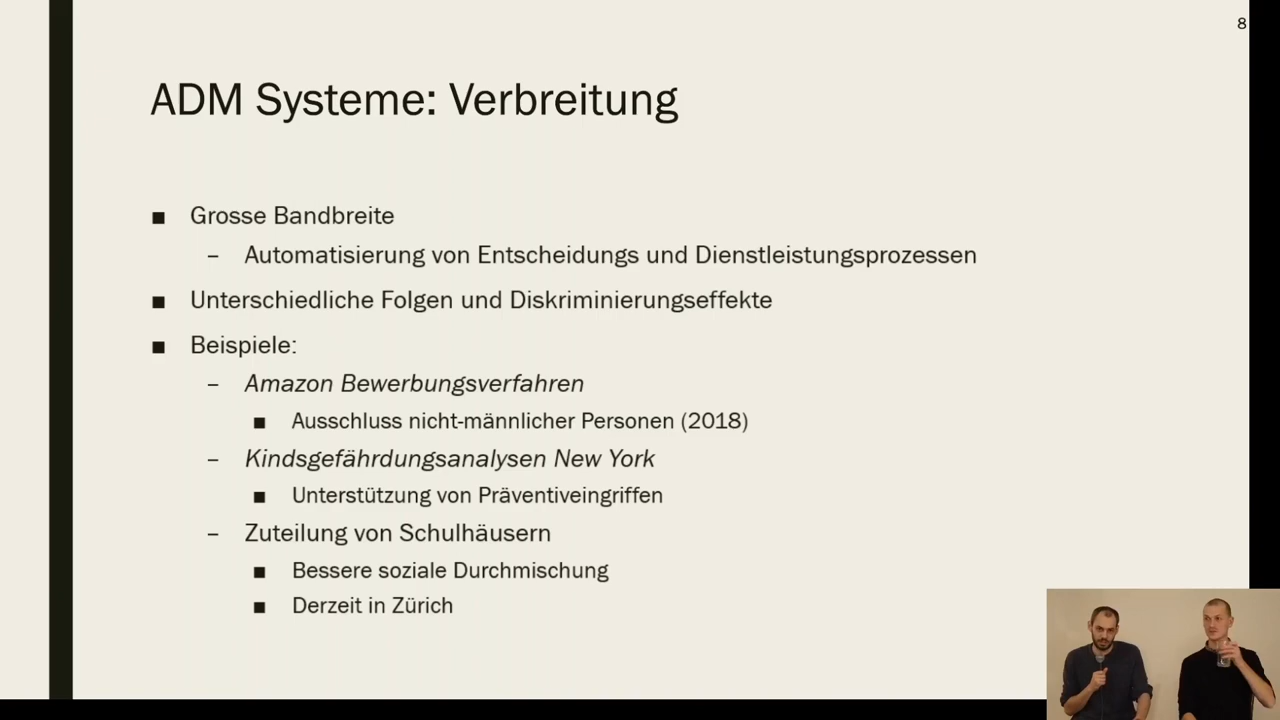 8
ADM Systeme: Verbreitung
■ Grosse Bandbreite
– Automatisierung von Entscheidungs und Dienstleistungsprozessen
■ Unterschiedliche Folgen und Diskriminierungseffekte
■ Beispiele:
– Amazon Bewerbungsverfahren
■ Ausschluss nicht-männlicher Personen (2018)
– Kindsgefährdungsanalysen New York
■ Unterstützung von Präventiveingriffen
– Zuteilung von Schulhäusern
■ Bessere soziale Durchmischung
■ Derzeit in Zürich